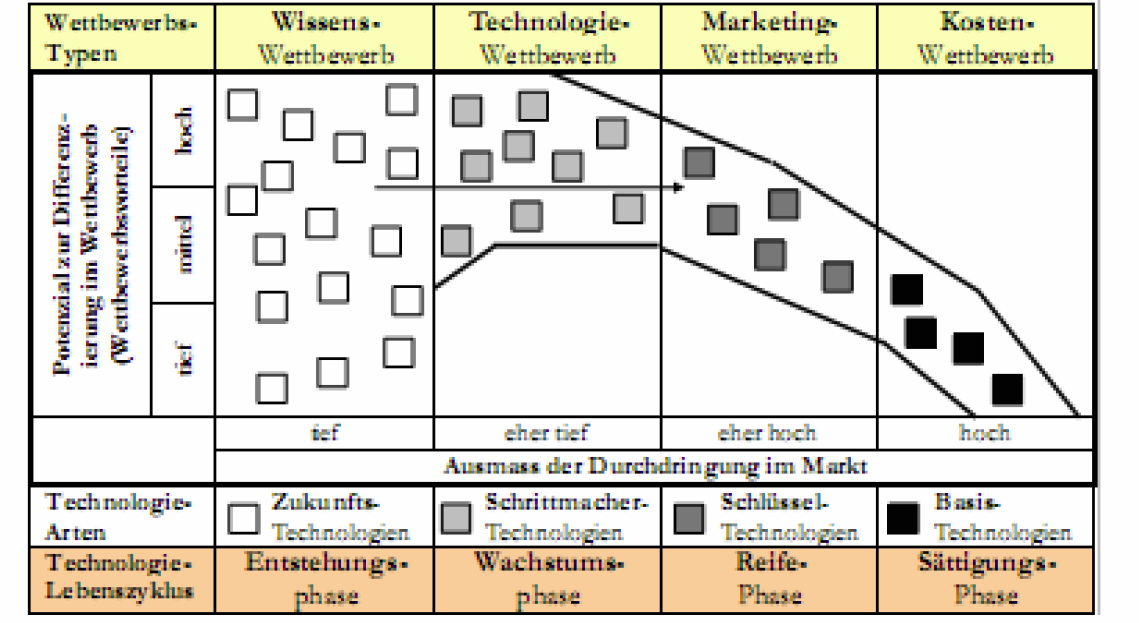 Wettbewerbs-
Typen
Wissens-
Wettbewerb
Technologie-
Wettbewerb
Marketing-
Wettbewerb
Kosten-
Wettbewerb
Potenzial zur Differenz-
ierung im Wettbewerb
(Wettbewerbsvorteile)
hoch
mittel
tief
tief
eher tief
eher hoch
hoch
Ausmass der Durchdringung im Markt
Technologie-
Arten
Zukunfts-
Technologien
Schrittmacher-
Technologien
Schlüssel-
Technologien
Basis-
Technologien
Technologie-
Lebenszyklus
Entstehungs-
phase
Wachstums-
phase
Reife-
Phase
Sättigungs-
Phase